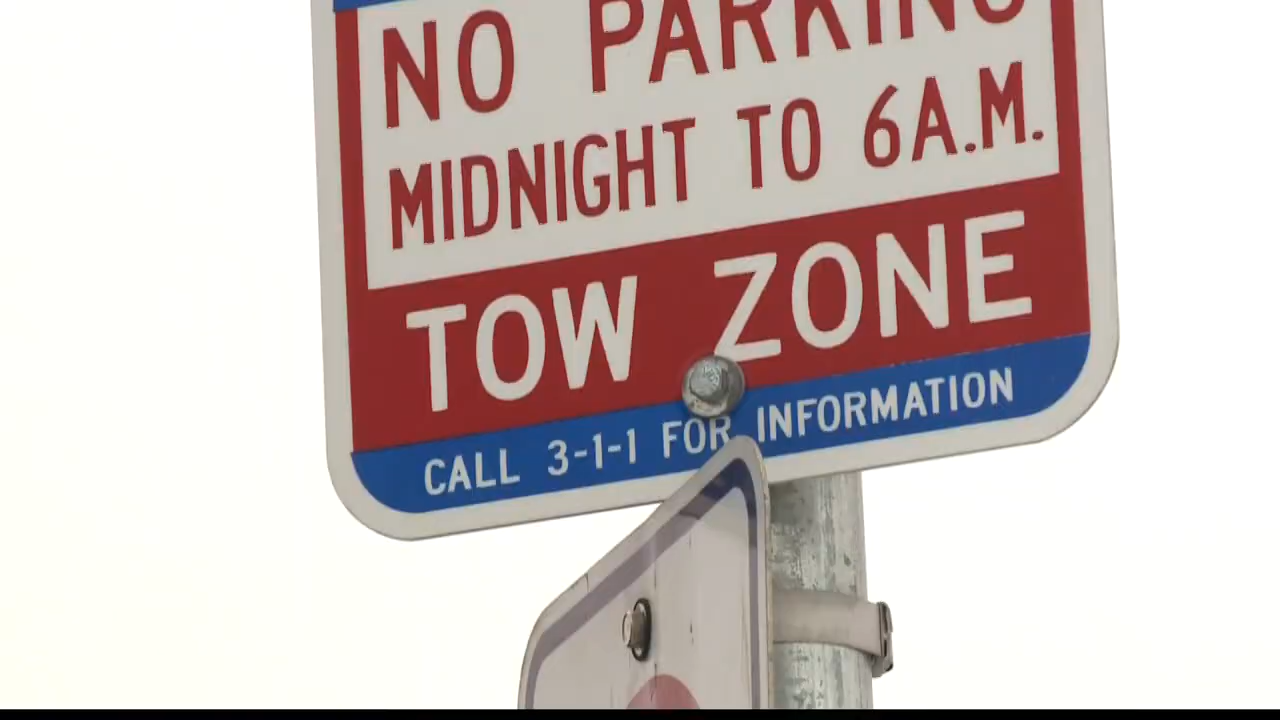 NO PARKING
MIDNIGHT TO 6A.M.
TOW ZONE
CALL 3-1-1 FOR INFORMATION